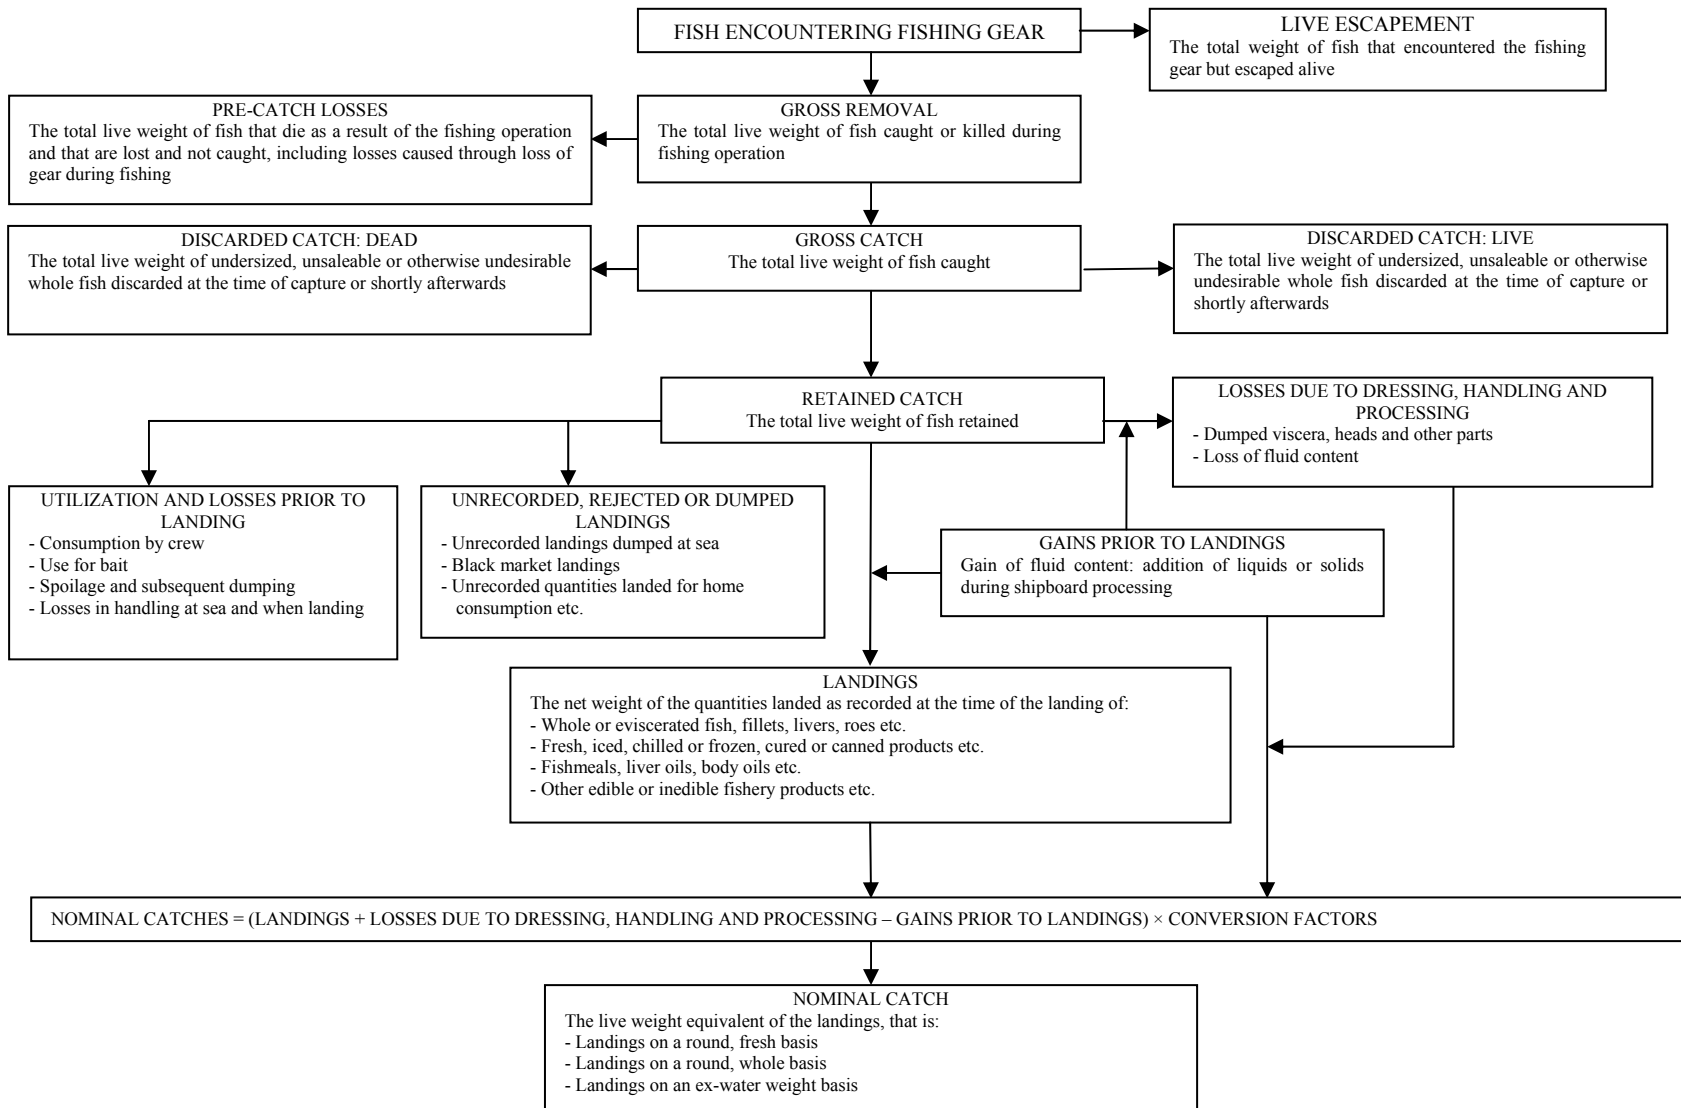 FISH ENCOUNTERING FISHING GEAR
LIVE ESCAPEMENT
The total weight of fish that encountered the fishing
gear but escaped alive
PRE-CATCH LOSSES
The total live weight of fish that die as a result of the fishing operation
and that are lost and not caught, including losses caused through loss of
gear during fishing
GROSS REMOVAL
The total live weight of fish caught or killed during
fishing operation
DISCARDED CATCH: DEAD
The total live weight of undersized, unsaleable or otherwise undesirable
whole fish discarded at the time of capture or shortly afterwards
GROSS CATCH
The total live weight of fish caught
DISCARDED CATCH: LIVE
The total live weight of undersized, unsaleable or otherwise
undesirable whole fish discarded at the time of capture or
shortly afterwards
RETAINED CATCH
The total live weight of fish retained
LOSSES DUE TO DRESSING, HANDLING AND
PROCESSING
- Dumped viscera, heads and other parts
- Loss of fluid content
UTILIZATION AND LOSSES PRIOR TO
LANDING
- Consumption by crew
- Use for bait
- Spoilage and subsequent dumping
- Losses in handling at sea and when landing
UNRECORDED, REJECTED OR DUMPED
LANDINGS
- Unrecorded landings dumped at sea
- Black market landings
- Unrecorded quantities landed for home
consumption etc.
GAINS PRIOR TO LANDINGS
Gain of fluid content: addition of liquids or solids
during shipboard processing
LANDINGS
The net weight of the quantities landed as recorded at the time of the landing of:
- Whole or eviscerated fish, fillets, livers, roes etc.
- Fresh, iced, chilled or frozen, cured or canned products etc.
- Fishmeals, liver oils, body oils etc.
- Other edible or inedible fishery products etc.
NOMINAL CATCHES = (LANDINGS + LOSSES DUE TO DRESSING, HANDLING AND PROCESSING – GAINS PRIOR TO LANDINGS) × CONVERSION FACTORS
NOMINAL CATCH
The live weight equivalent of the landings, that is:
- Landings on a round, fresh basis
- Landings on a round, whole basis
- Landings on an ex-water weight basis